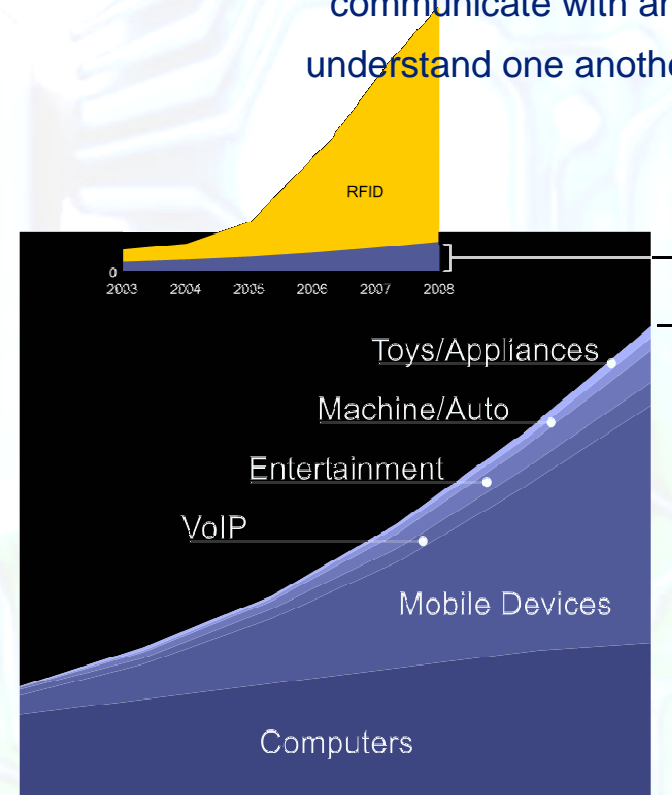 communicate with an
understand one anothe
RFID
0
2003 2004 2005 2006 2007 2008
Toys/Appliances
Machine/Auto
Entertainment
VoIP
Mobile Devices
Computers